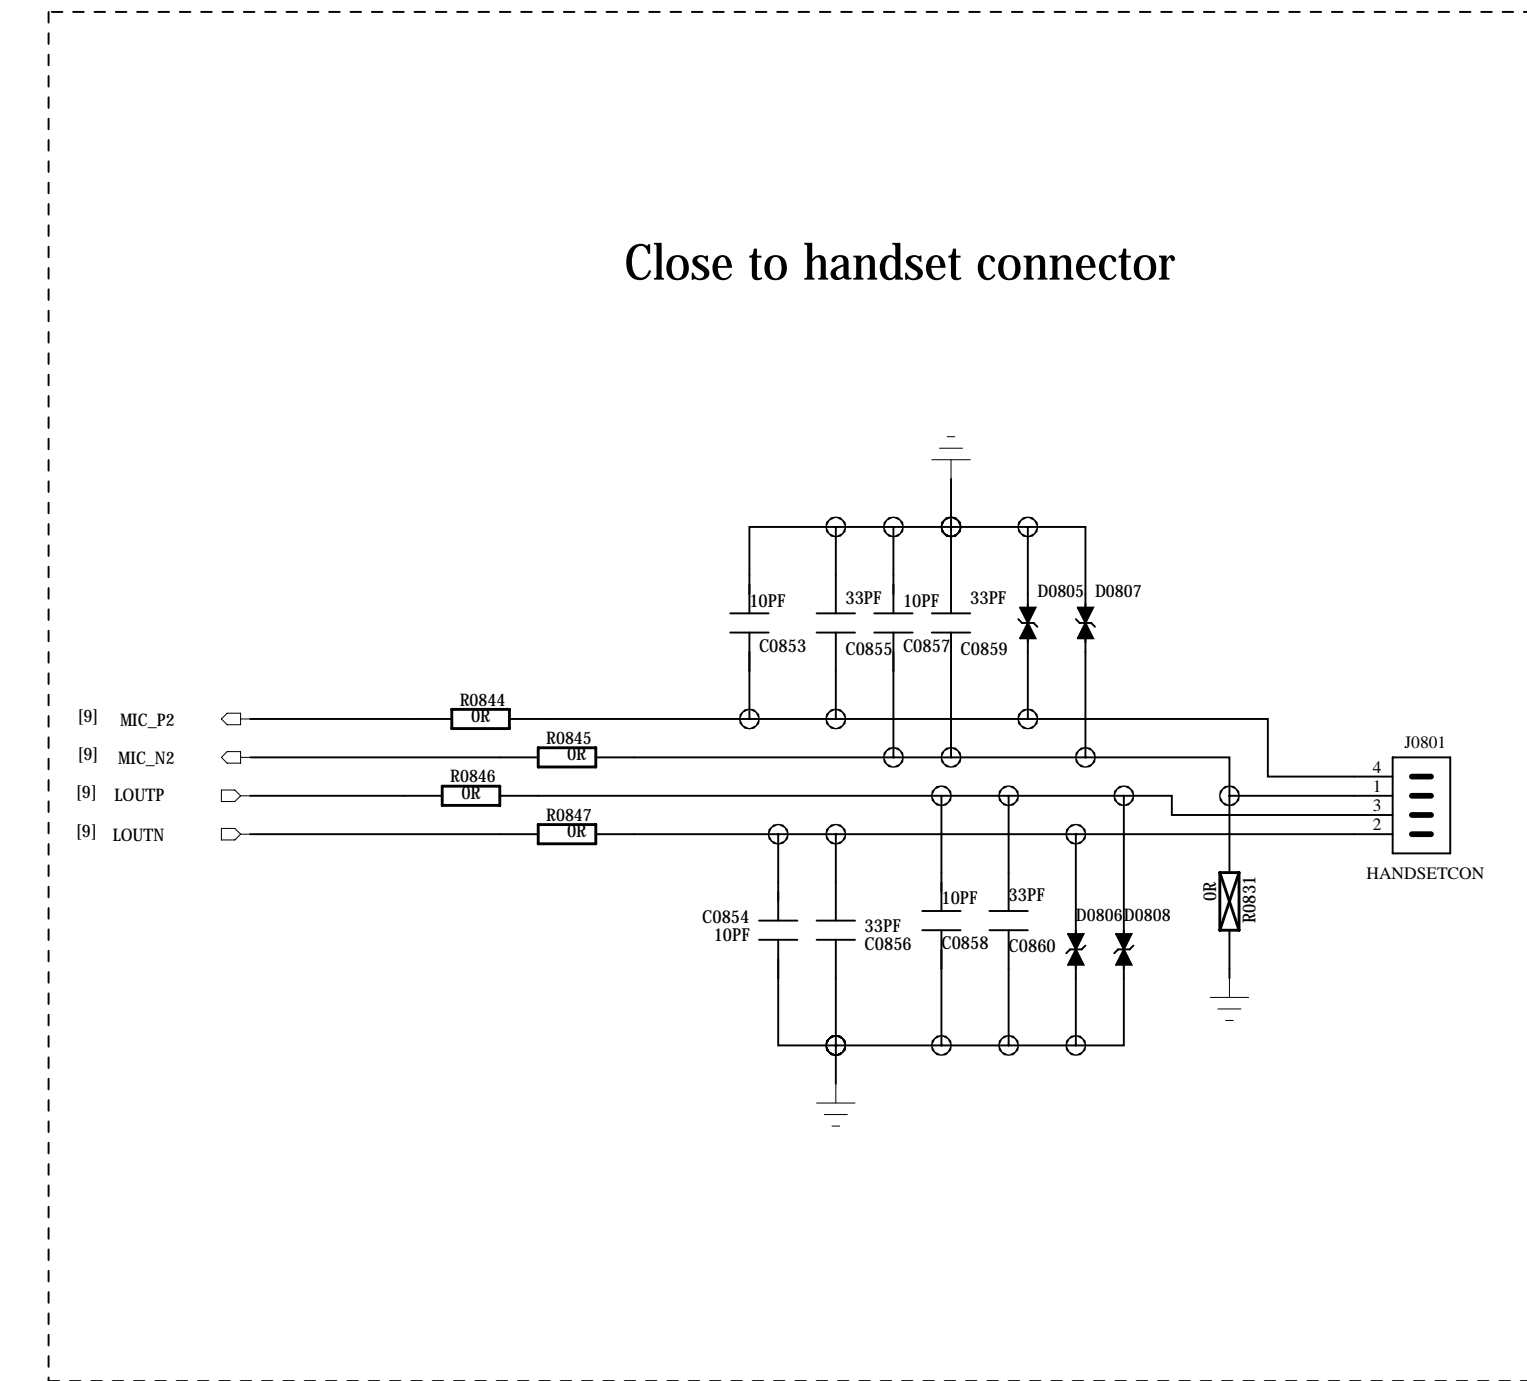 Close to handset connector
10PF
33PF
10PF
33PF
D0805
D0807
C0853
C0855
C0857
C0859
R0844
0R
[9] MIC_P2
R0845
0R
[9] MIC_N2
R0846
0R
[9] LOUTP
R0847
0R
[9] LOUTN
J0801
4
1
3
2
HANDSETCON
0R
R0831
C0854
10PF
33PF
C0856
10PF
C0858
33PF
C0860
D0806
D0808